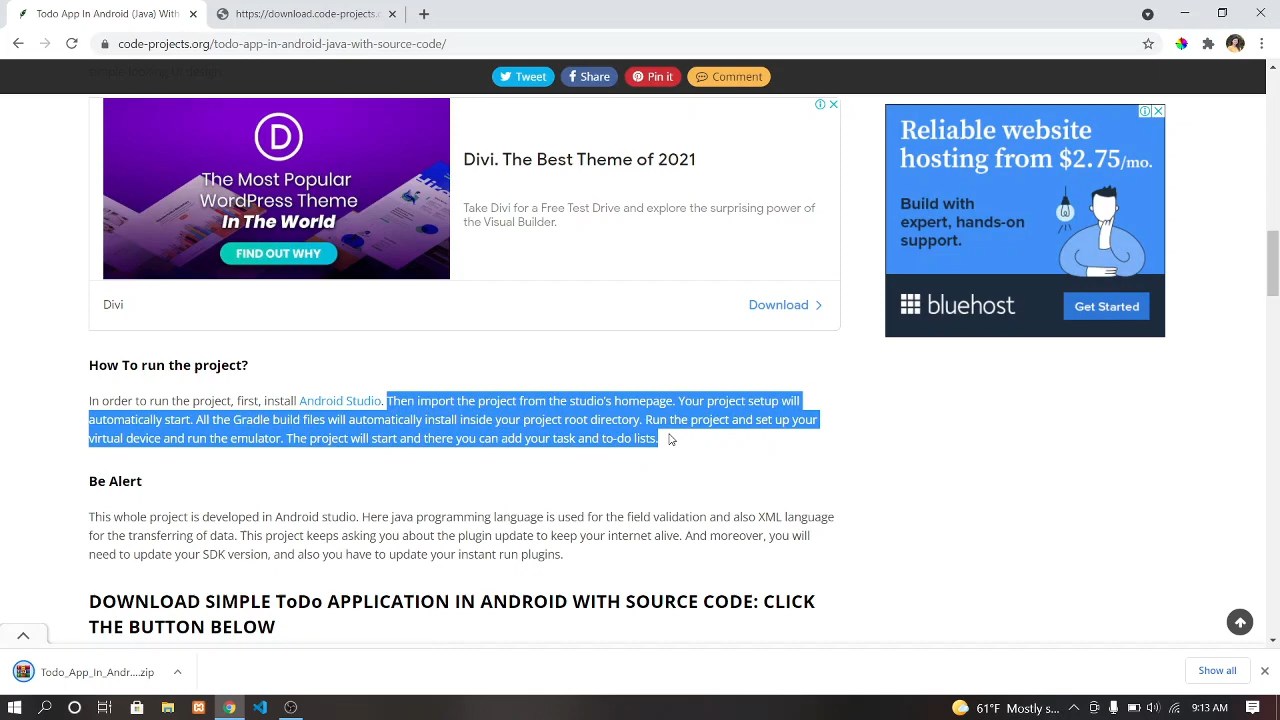 Todo App In Android (Java) With
https://download.code-projects.o
code-projects.org/todo-app-in-android-java-with-source-code/
Tweet
Share
Pin it
Comment
D
The Most Popular
WordPress Theme
In The World
FIND OUT WHY
Divi. The Best Theme of 2021
Take Divi for a Free Test Drive and explore the surprising power of
the Visual Builder.
Divi
Download
Reliable website
hosting from $2.75/mo.
Build with
expert, hands-on
support.
bluehost
Get Started
How To run the project?
In order to run the project, first, install Android Studio. Then import the project from the studio's homepage. Your project setup will
automatically start. All the Gradle build files will automatically install inside your project root directory. Run the project and set up your
virtual device and run the emulator. The project will start and there you can add your task and to-do lists.
Be Alert
This whole project is developed in Android studio. Here java programming language is used for the field validation and also XML language
for the transferring of data. This project keeps asking you about the plugin update to keep your internet alive. And moreover, you will
need to update your SDK version, and also you have to update your instant run plugins.
DOWNLOAD SIMPLE ToDo APPLICATION IN ANDROID WITH SOURCE CODE: CLICK
THE BUTTON BELOW
Todo_App_In_Andr....zip
Show all
61°F Mostly s...
9:13 AM